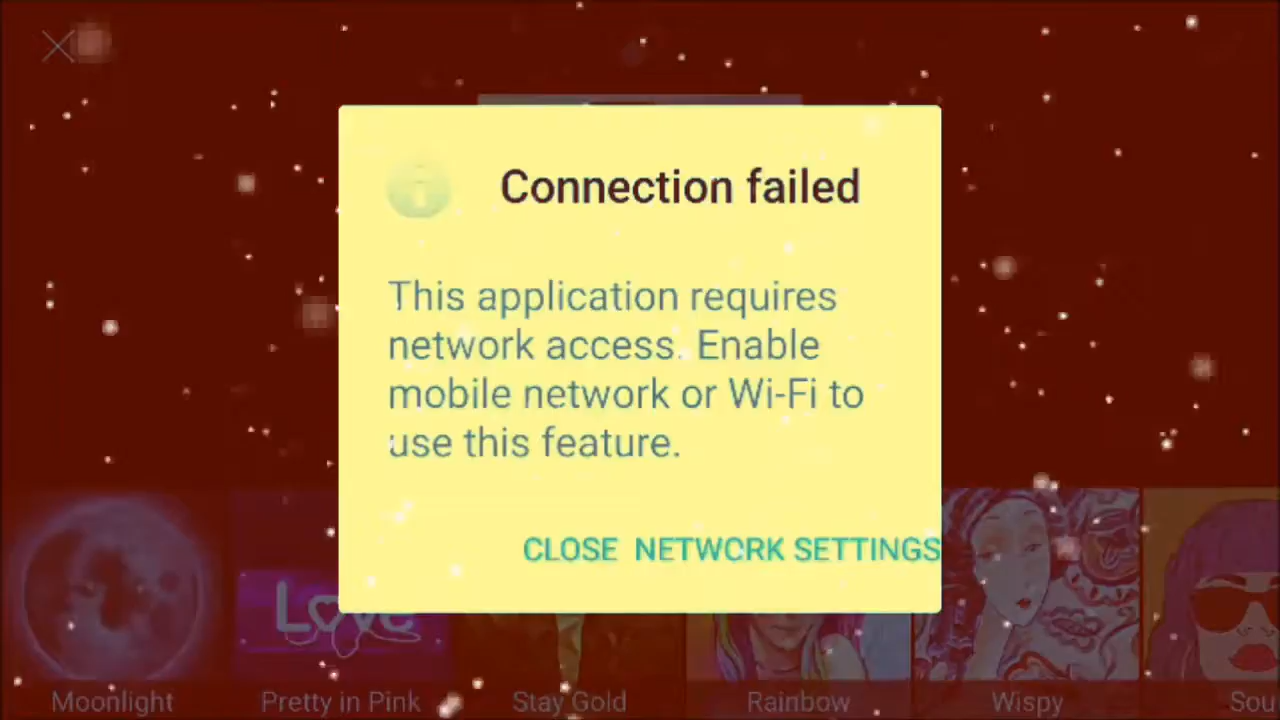 Connection failed
This application requires
network access. Enable
mobile network or Wi-Fi to
use this feature.
CLOSE NETWORK SETTINGS
Love
Moonlight Pretty in Pink Stay Gold Rainbow Wispy Sou